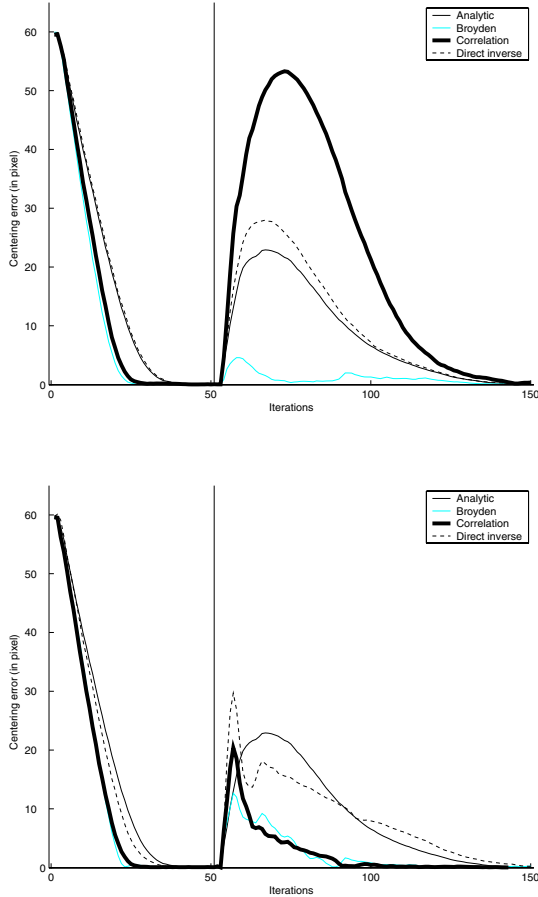 Analytic
Broyden
Correlation
Direct inverse
60
50
40
30
20
10
0
Centering error (in pixel)
0 50 100 150
Iterations
Analytic
Broyden
Correlation
Direct inverse
60
50
40
30
20
10
0
Centering error (in pixel)
0 50 100 150
Iterations